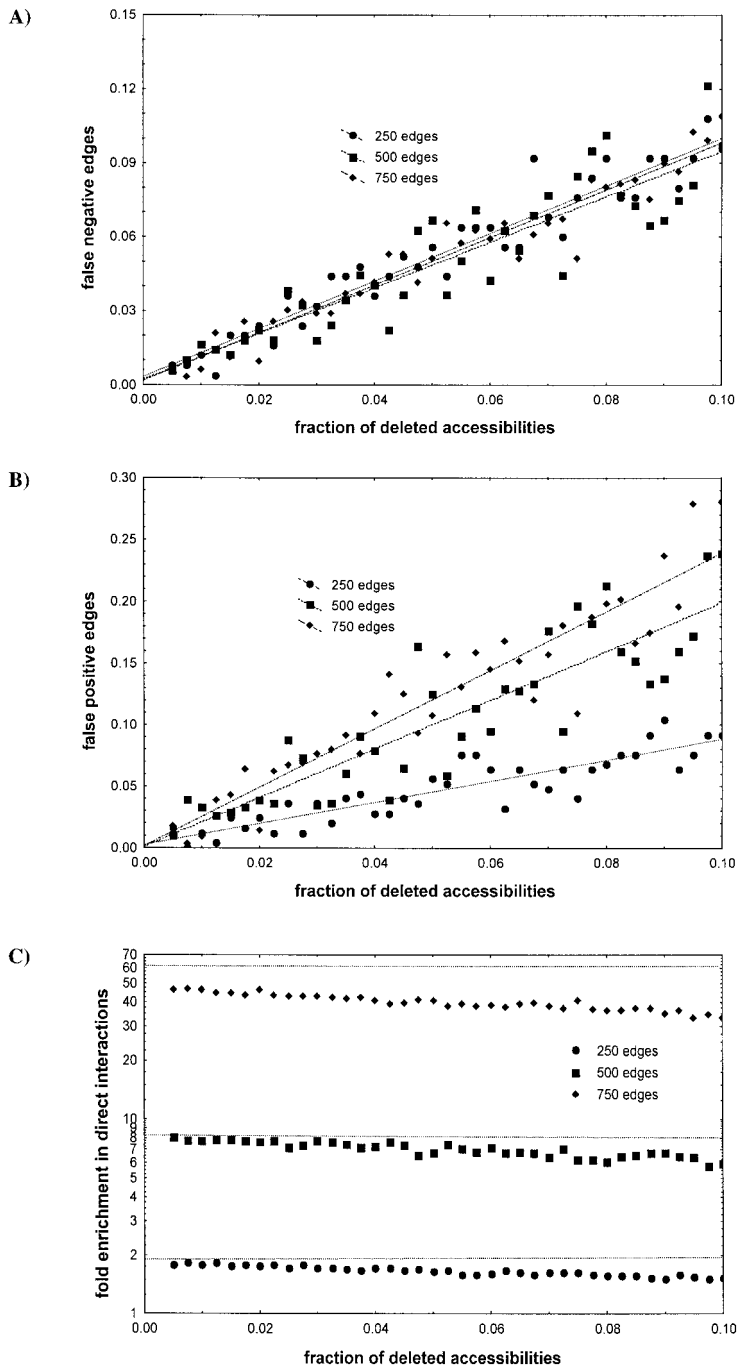 A)
0.15
0.12
0.09
0.06
0.03
0.00
false negative edges
250 edges
500 edges
750 edges
0.00 0.02 0.04 0.06 0.08 0.10
fraction of deleted accessibilities
B)
0.30
0.25
0.20
0.15
0.10
0.05
0.00
false positive edges
250 edges
500 edges
750 edges
0.00 0.02 0.04 0.06 0.08 0.10
fraction of deleted accessibilities
C)
70
60
50
40
30
20
10
9
8
7
6
5
4
3
2
1
fold enrichment in direct interactions
250 edges
500 edges
750 edges
0.00 0.02 0.04 0.06 0.08 0.10
fraction of deleted accessibilities